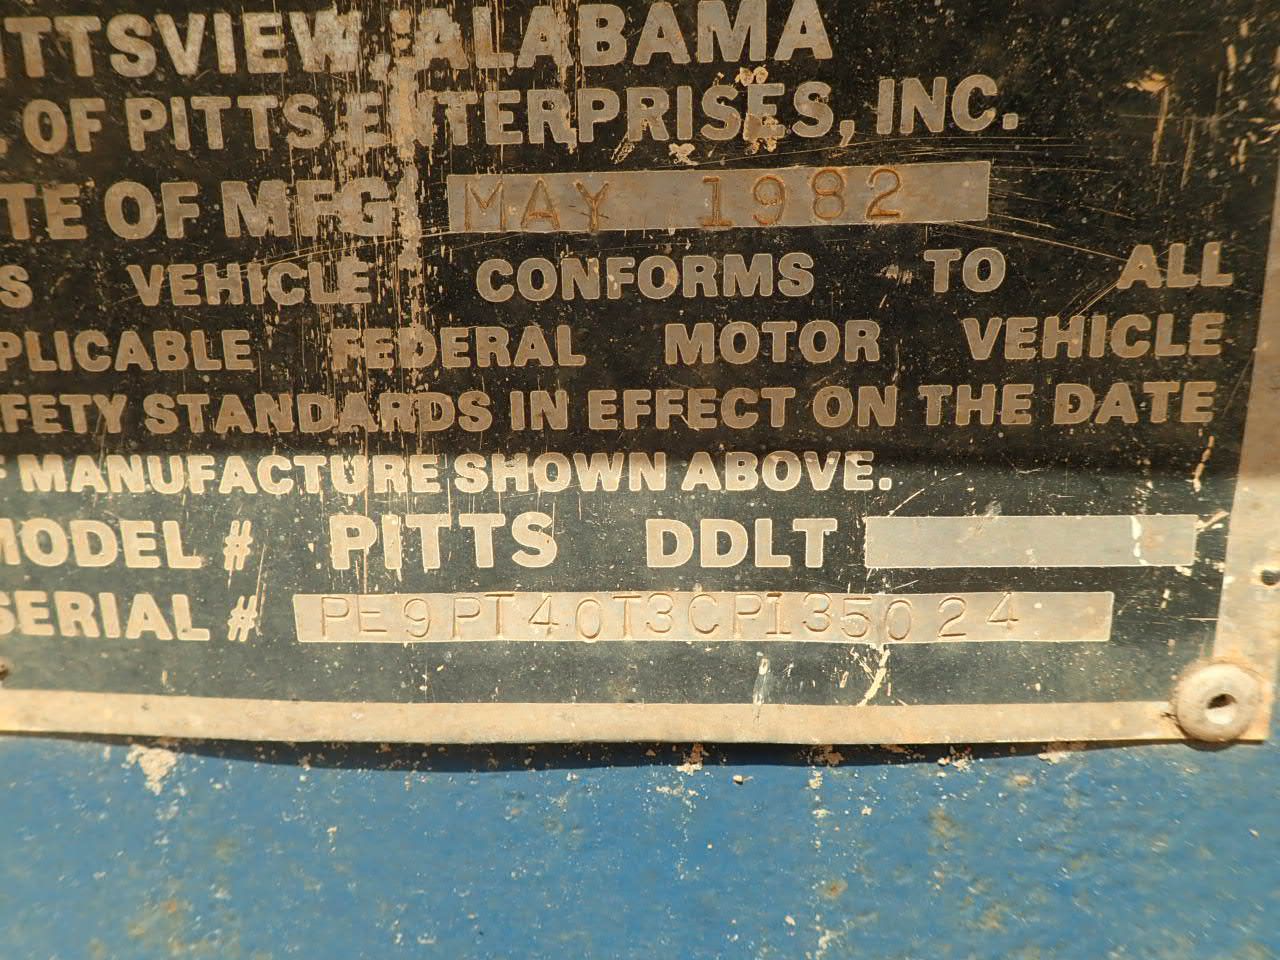 ITTSVIEW, ALABAMA
. OF PITTS ENTERPRISES, INC.
TE OF MFG MAY 1982
S VEHICLE CONFORMS TO ALL
PLICABLE FEDERAL MOTOR VEHICLE
FETY STANDARDS IN EFFECT ON THE DATE
F MANUFACTURE SHOWN ABOVE.
MODEL # PITTS DDLT
SERIAL # PE9PT40T3CP135024